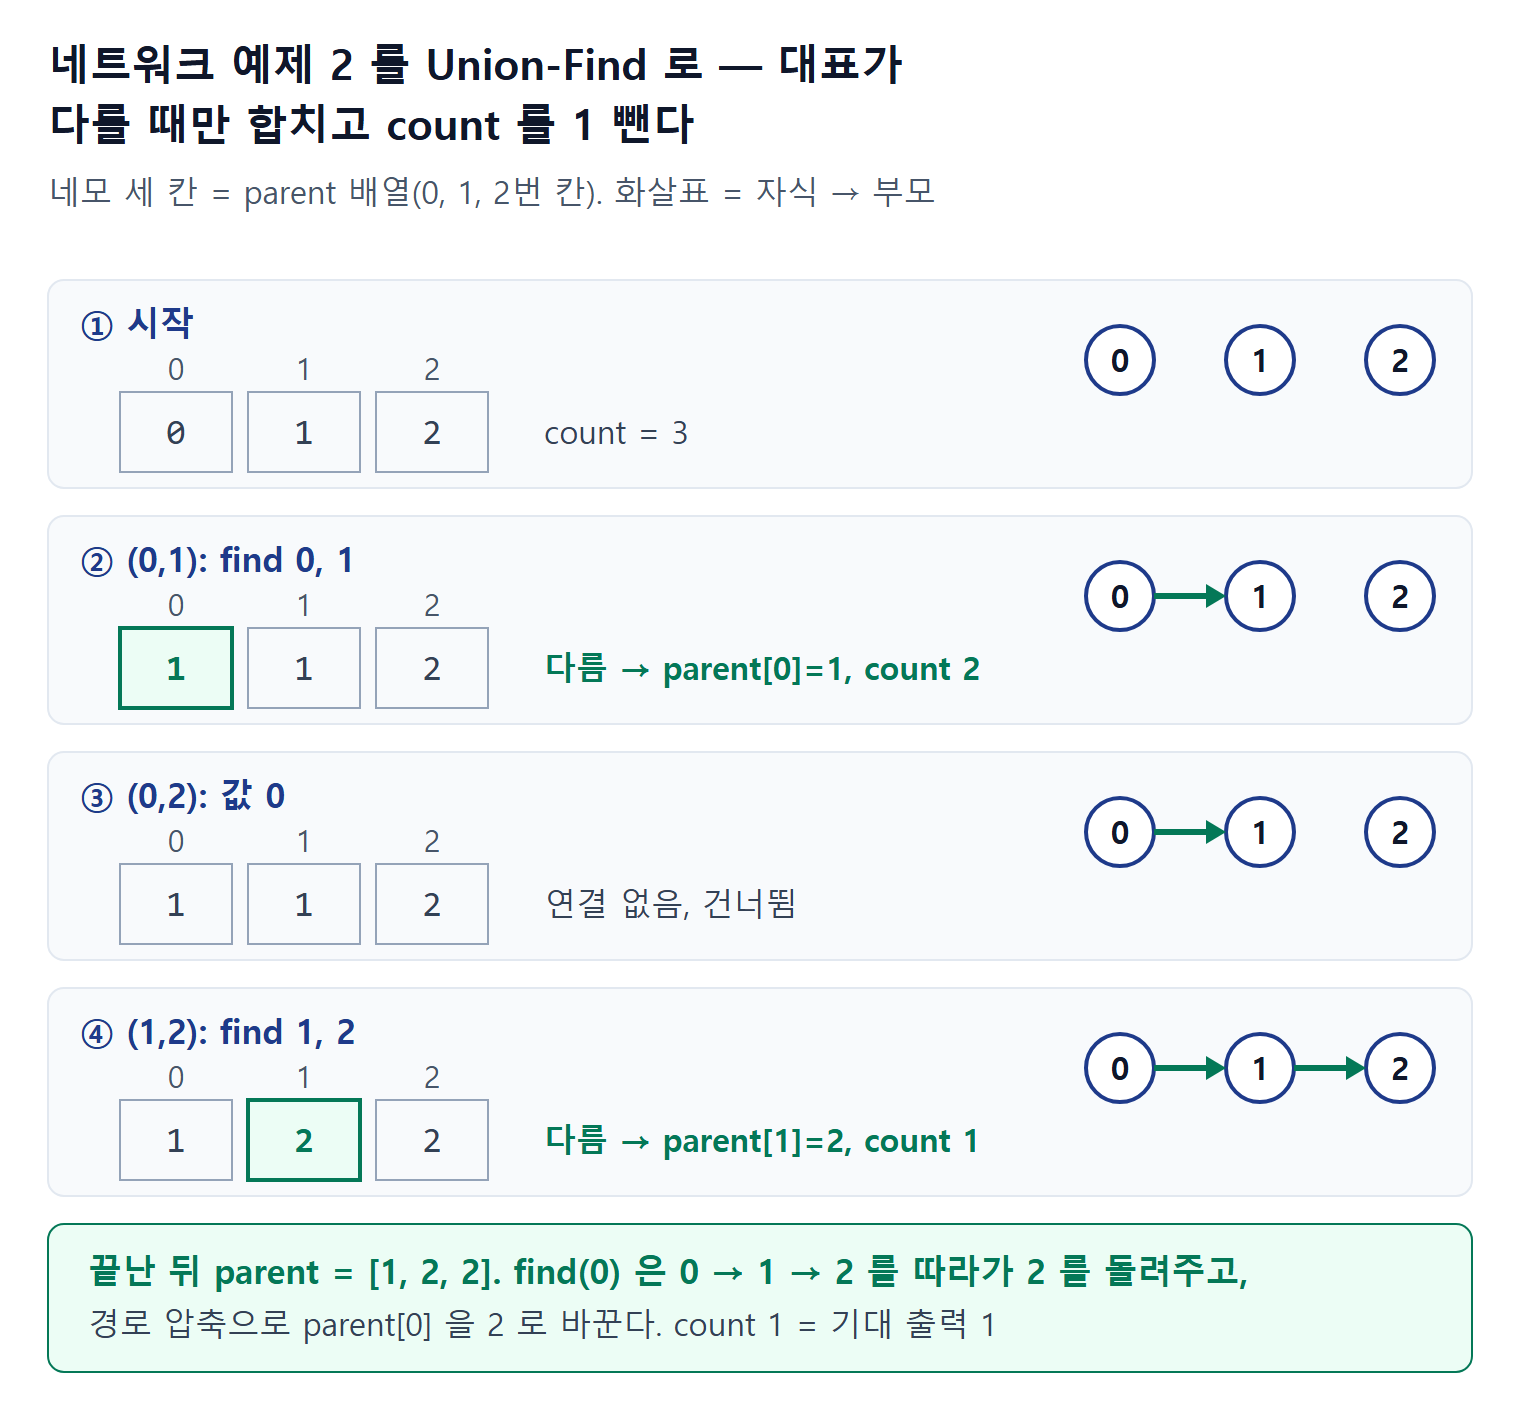 네트워크 예제 2 를 Union-Find 로 — 대표가
다를 때만 합치고 count 를 1 뺀다
네모 세 칸 = parent 배열(0, 1, 2번 칸). 화살표 = 자식 → 부모
① 시작
0 1 2
0 1 2 count = 3
0 1 2
② (0,1): find 0, 1
0 1 2
1 1 2 다름 → parent[0]=1, count 2
0 1 2
③ (0,2): 값 0
0 1 2
1 1 2 연결 없음, 건너뜀
0 1 2
④ (1,2): find 1, 2
0 1 2
1 2 2 다름 → parent[1]=2, count 1
0 1 2
끝난 뒤 parent = [1, 2, 2]. find(0) 은 0 → 1 → 2 를 따라가 2 를 돌려주고,
경로 압축으로 parent[0] 을 2 로 바꾼다. count 1 = 기대 출력 1